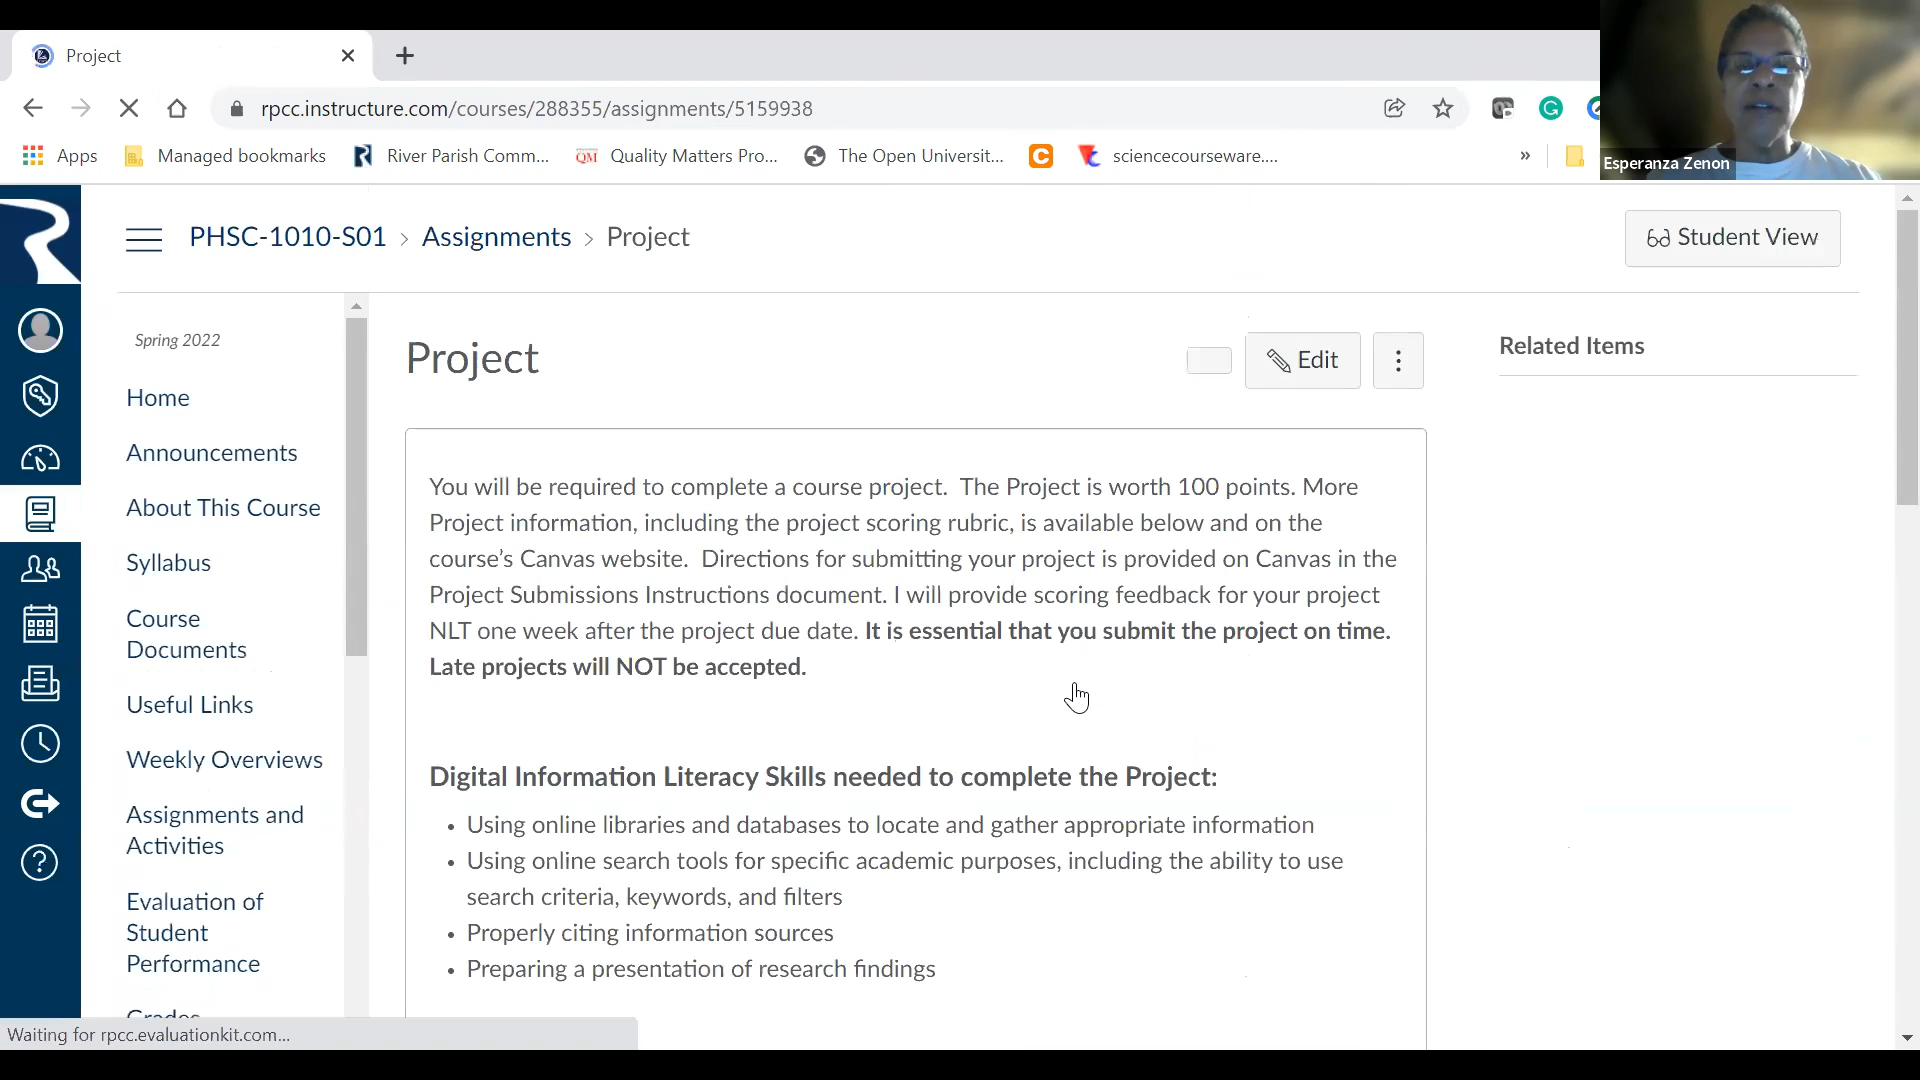 Project
rpcc.instructure.com/courses/288355/assignments/5159938
Apps
Managed bookmarks
River Parish Comm...
QM
Quality Matters Pro...
The Open Universit...
sciencecourseware....
»
Esperanza Zenon
PHSC-1010-S01 > Assignments > Project
Student View
Spring 2022
Home
Announcements
About This Course
Syllabus
Course
Documents
Useful Links
Weekly Overviews
Assignments and
Activities
Evaluation of
Student
Performance
Grades
Project
Edit
Related Items
You will be required to complete a course project. The Project is worth 100 points. More
Project information, including the project scoring rubric, is available below and on the
course's Canvas website. Directions for submitting your project is provided on Canvas in the
Project Submissions Instructions document. I will provide scoring feedback for your project
NLT one week after the project due date. It is essential that you submit the project on time.
Late projects will NOT be accepted.
Digital Information Literacy Skills needed to complete the Project:
• Using online libraries and databases to locate and gather appropriate information
• Using online search tools for specific academic purposes, including the ability to use
search criteria, keywords, and filters
• Properly citing information sources
• Preparing a presentation of research findings
Waiting for rpcc.evaluationkit.com...